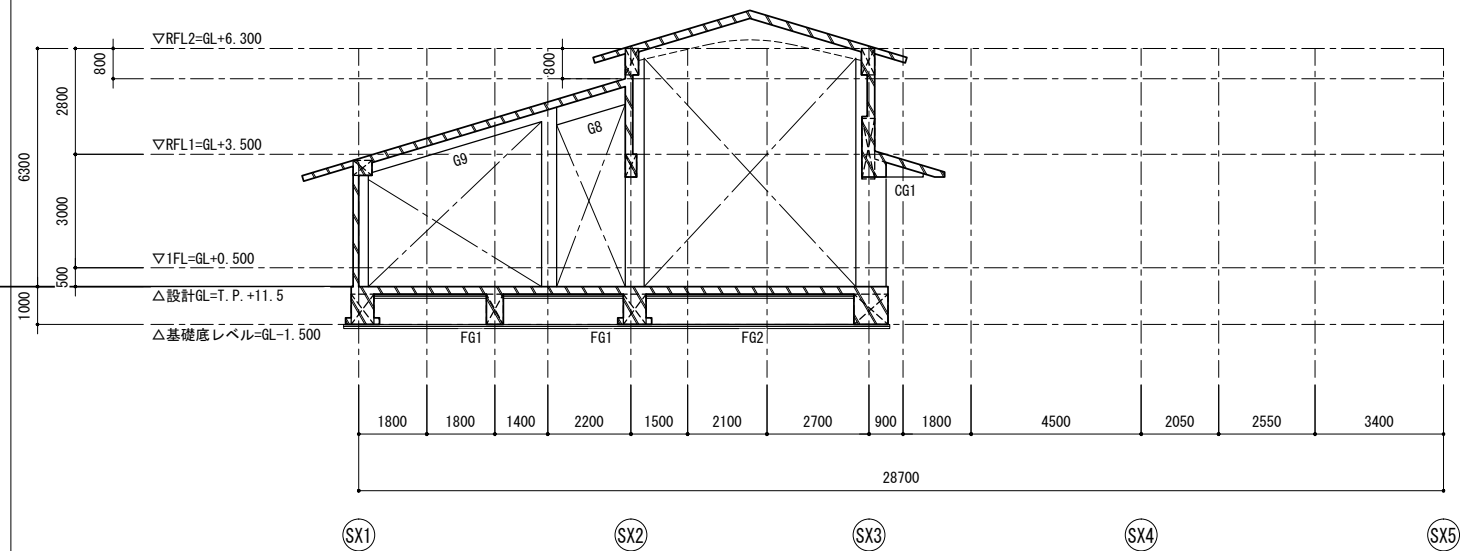 ▽RFL2=GL+6.300
800
800
2800
▽RFL1=GL+3.500
G8
G9
6300
3000
CG1
▽1FL=GL+0.500
500
△設計GL=T.P.+11.5
1000
△基礎底レベル=GL-1.500
FG1
FG1
FG2
1800
1800
1400
2200
1500
2100
2700
900
1800
4500
2050
2550
3400
28700
SX1
SX2
SX3
SX4
SX5